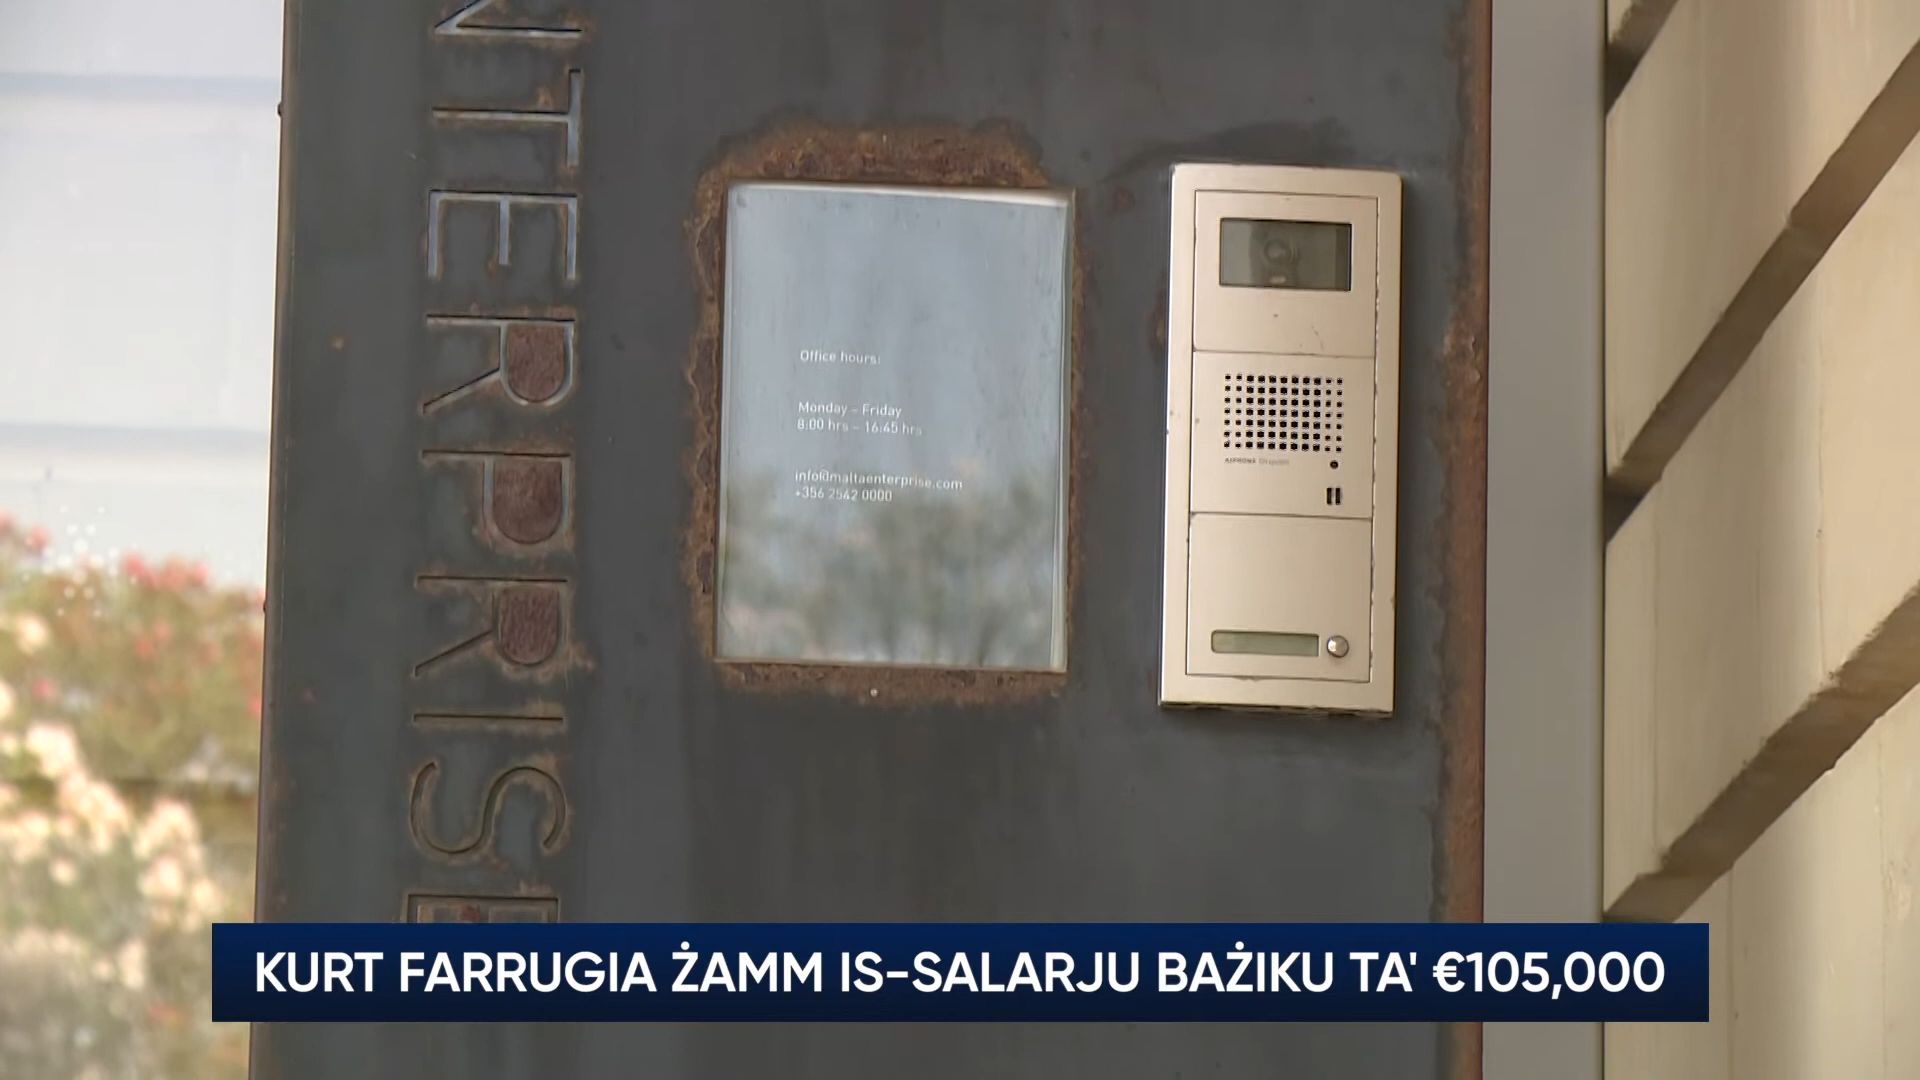 NTERPRISE
Office hours:
Monday - Friday
8:00 hrs - 16:45 hrs
info@maltaenterprise.com
+356 2542 0000
KURT FARRUGIA ŻAMM IS-SALARJU BAŻIKU TA' €105,000